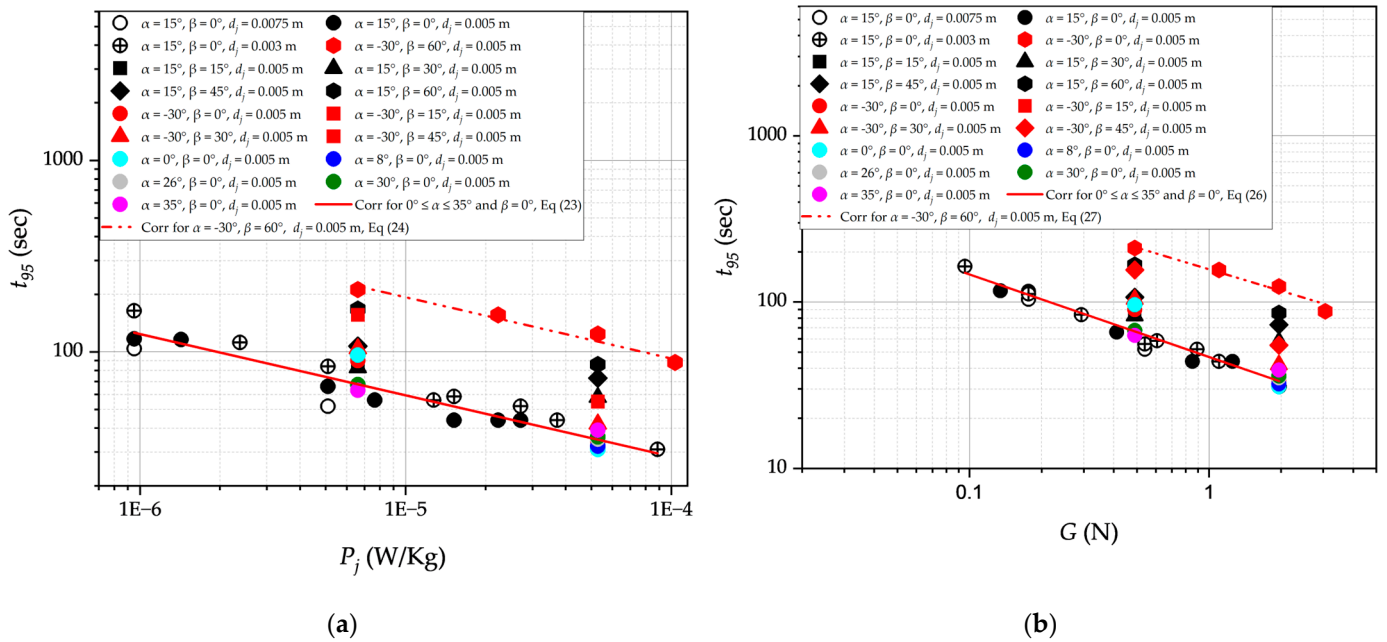 α = 15°, β = 0°, dj = 0.0075 m
α = 15°, β = 0°, dj = 0.005 m
α = 15°, β = 0°, dj = 0.003 m
α = -30°, β = 60°, dj = 0.005 m
α = 15°, β = 15°, dj = 0.005 m
α = 15°, β = 30°, dj = 0.005 m
α = 15°, β = 45°, dj = 0.005 m
α = 15°, β = 60°, dj = 0.005 m
α = -30°, β = 0°, dj = 0.005 m
α = -30°, β = 15°, dj = 0.005 m
α = -30°, β = 30°, dj = 0.005 m
α = -30°, β = 45°, dj = 0.005 m
α = 0°, β = 0°, dj = 0.005 m
α = 8°, β = 0°, dj = 0.005 m
α = 26°, β = 0°, dj = 0.005 m
α = 30°, β = 0°, dj = 0.005 m
α = 35°, β = 0°, dj = 0.005 m
Corr for 0° ≤ α ≤ 35° and β = 0°, Eq (23)
Corr for α = -30°, β = 60°, dj = 0.005 m, Eq (24)
1000
100
t95 (sec)
1E−6
1E−5
1E−4
Pj (W/Kg)
(a)
α = 15°, β = 0°, dj = 0.0075 m
α = 15°, β = 0°, dj = 0.005 m
α = 15°, β = 0°, dj = 0.003 m
α = -30°, β = 60°, dj = 0.005 m
α = 15°, β = 15°, dj = 0.005 m
α = 15°, β = 30°, dj = 0.005 m
α = 15°, β = 45°, dj = 0.005 m
α = 15°, β = 60°, dj = 0.005 m
α = -30°, β = 0°, dj = 0.005 m
α = -30°, β = 15°, dj = 0.005 m
α = -30°, β = 30°, dj = 0.005 m
α = -30°, β = 45°, dj = 0.005 m
α = 0°, β = 0°, dj = 0.005 m
α = 8°, β = 0°, dj = 0.005 m
α = 26°, β = 0°, dj = 0.005 m
α = 30°, β = 0°, dj = 0.005 m
α = 35°, β = 0°, dj = 0.005 m
Corr for 0° ≤ α ≤ 35° and β = 0°, Eq (26)
Corr for α = -30°, β = 60°, dj = 0.005 m, Eq (27)
1000
100
10
t95 (sec)
0.1
1
G (N)
(b)